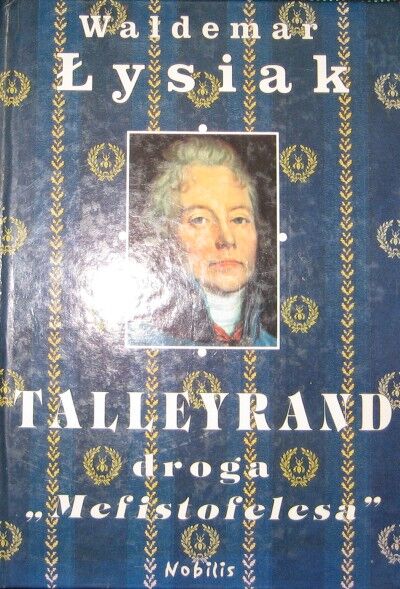 Waldemar
Łysiak
TALLEYRAND
droga
„Mefistofelesa”
Nobilis